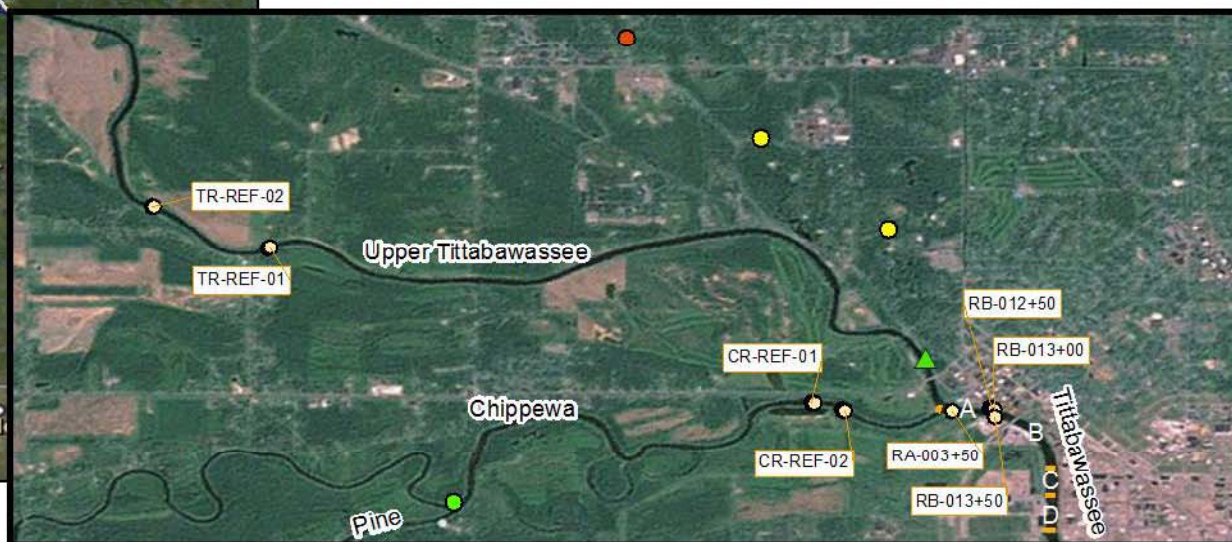 TR-REF-02
Upper Tittabawassee
TR-REF-01
RB-012+50
RB-013+00
CR-REF-01
Chippewa
A
B
Tittabawassee
RA-003+50
CR-REF-02
C
RB-013+50
D
Pine